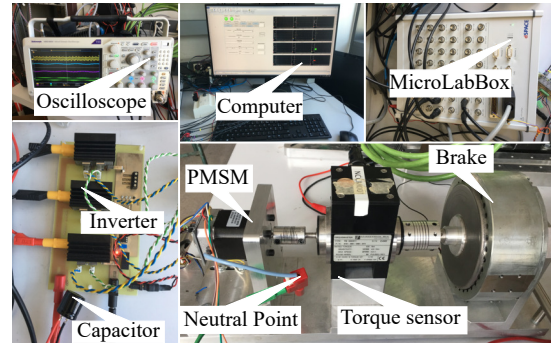 Oscilloscope
Computer
MicroLabBox
Inverter
Capacitor
PMSM
Neutral Point
Torque sensor
Brake